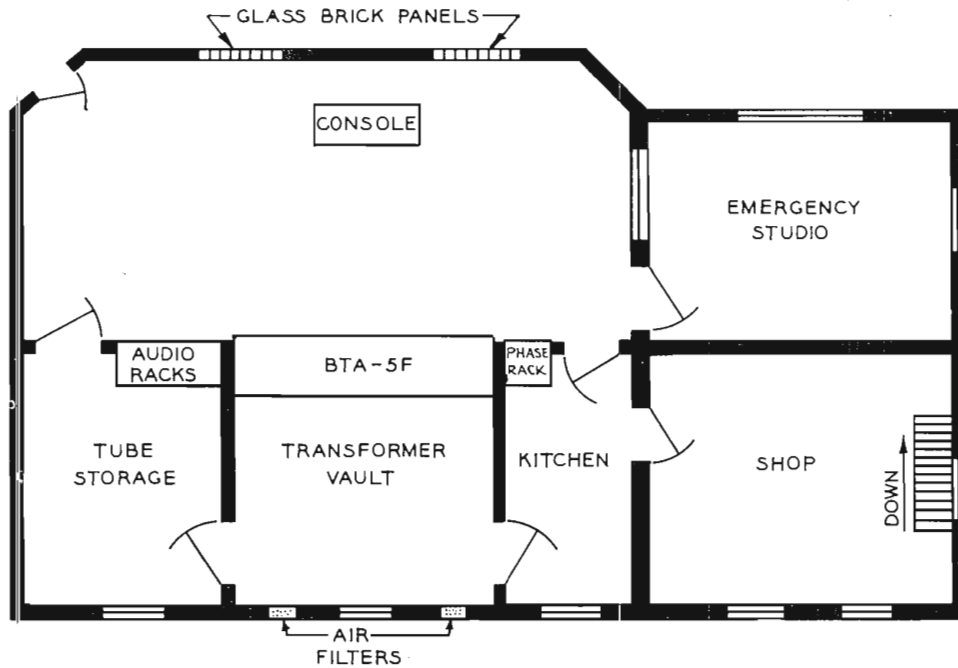 GLASS BRICK PANELS
CONSOLE
EMERGENCY
STUDIO
AUDIO
RACKS
BTA-5F
PHASE
RACK
TUBE
STORAGE
TRANSFORMER
VAULT
KITCHEN
SHOP
DOWN
AIR
FILTERS